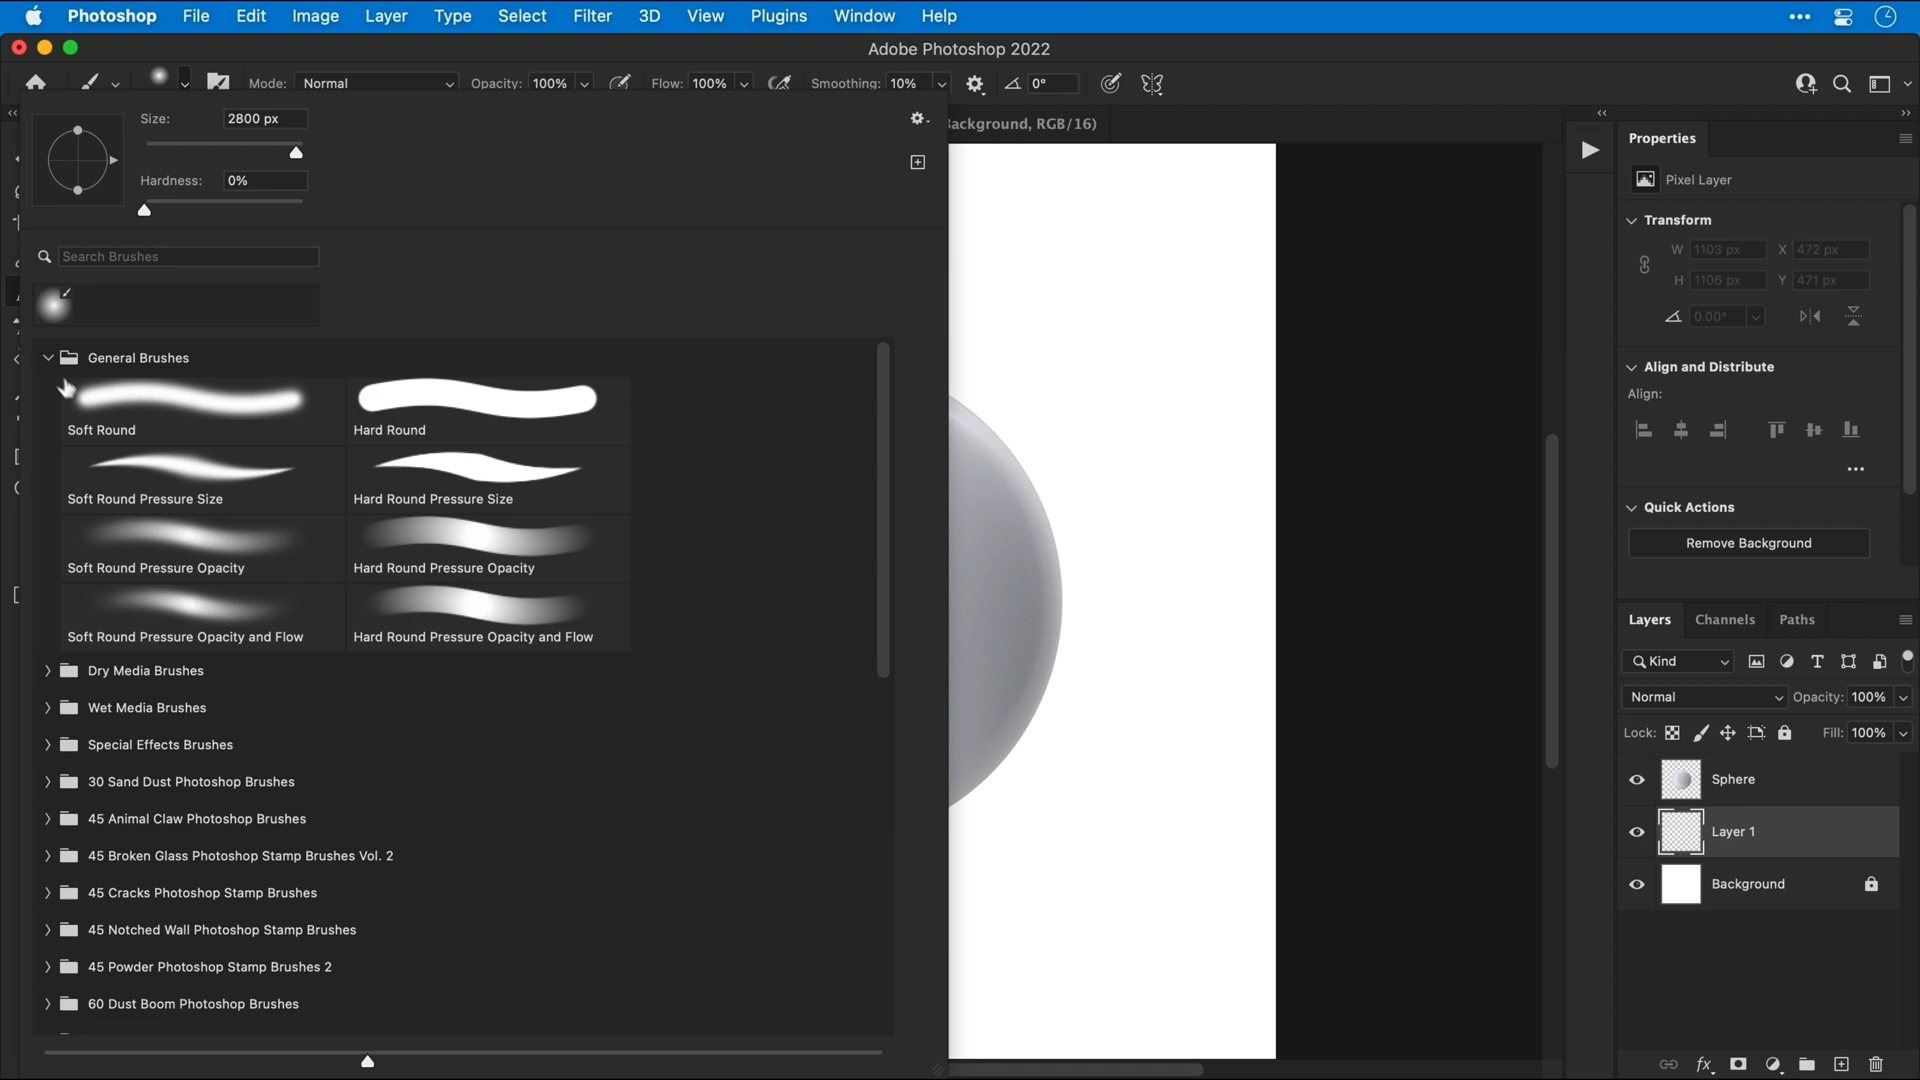 Photoshop File Edit Image Layer Type Select Filter 3D View Plugins Window Help
Adobe Photoshop 2022
Mode: Normal Opacity: 100% Flow: 100% Smoothing: 10% 0°
Size: 2800 px
Hardness: 0%
Search Brushes
General Brushes
Soft Round Hard Round
Soft Round Pressure Size Hard Round Pressure Size
Soft Round Pressure Opacity Hard Round Pressure Opacity
Soft Round Pressure Opacity and Flow Hard Round Pressure Opacity and Flow
Dry Media Brushes
Wet Media Brushes
Special Effects Brushes
30 Sand Dust Photoshop Brushes
45 Animal Claw Photoshop Brushes
45 Broken Glass Photoshop Stamp Brushes Vol. 2
45 Cracks Photoshop Stamp Brushes
45 Notched Wall Photoshop Stamp Brushes
45 Powder Photoshop Stamp Brushes 2
60 Dust Boom Photoshop Brushes
Background, RGB/16)
Properties
Pixel Layer
Transform
W 1103 px X 472 px
H 1106 px Y 471 px
0.00°
Align and Distribute
Align:
Quick Actions
Remove Background
Layers Channels Paths
Kind
Normal Opacity: 100%
Lock: Fill: 100%
Sphere
Layer 1
Background
fx